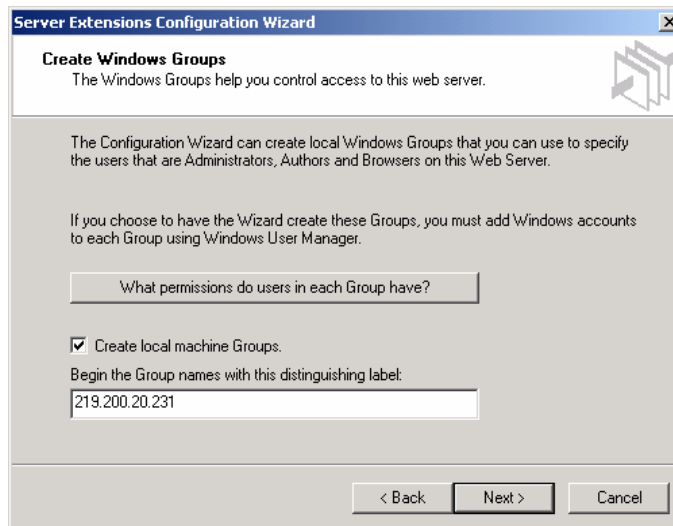 Server Extensions Configuration Wizard
Create Windows Groups
The Windows Groups help you control access to this web server.
The Configuration Wizard can create local Windows Groups that you can use to specify
the users that are Administrators, Authors and Browsers on this Web Server.
If you choose to have the Wizard create these Groups, you must add Windows accounts
to each Group using Windows User Manager.
What permissions do users in each Group have?
Create local machine Groups.
Begin the Group names with this distinguishing label:
219.200.20.231
< Back
Next >
Cancel